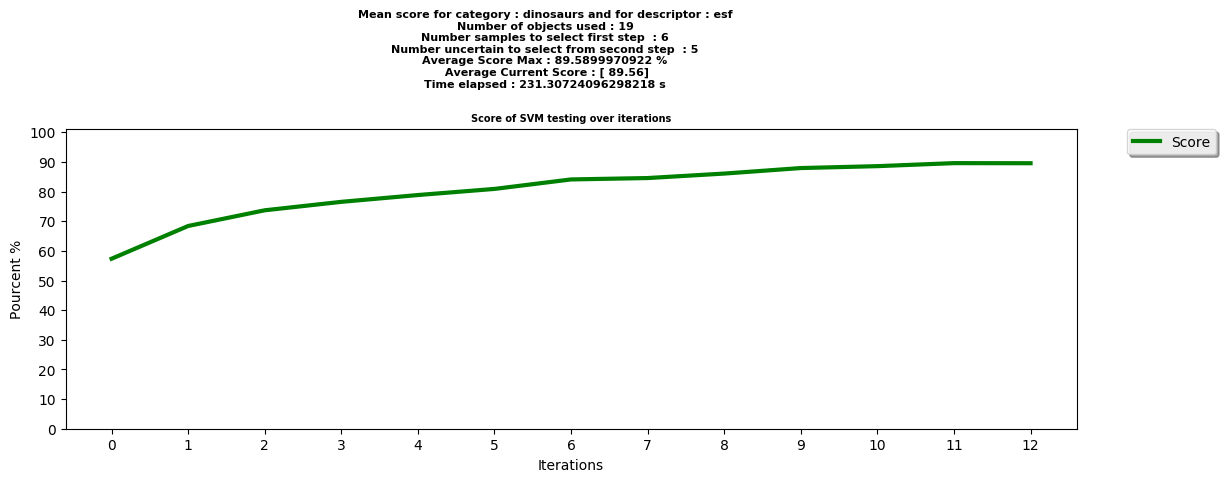 Mean score for category : dinosaurs and for descriptor : esf
Number of objects used : 19
Number samples to select first step  : 6
Number uncertain to select from second step  : 5
Average Score Max : 89.5899970922 %
Average Current Score : [ 89.56]
Time elapsed : 231.30724096298218 s
Score of SVM testing over iterations
100
90
80
70
60
50
40
30
20
10
0
Pourcent %
0 1 2 3 4 5 6 7 8 9 10 11 12
Iterations
Score